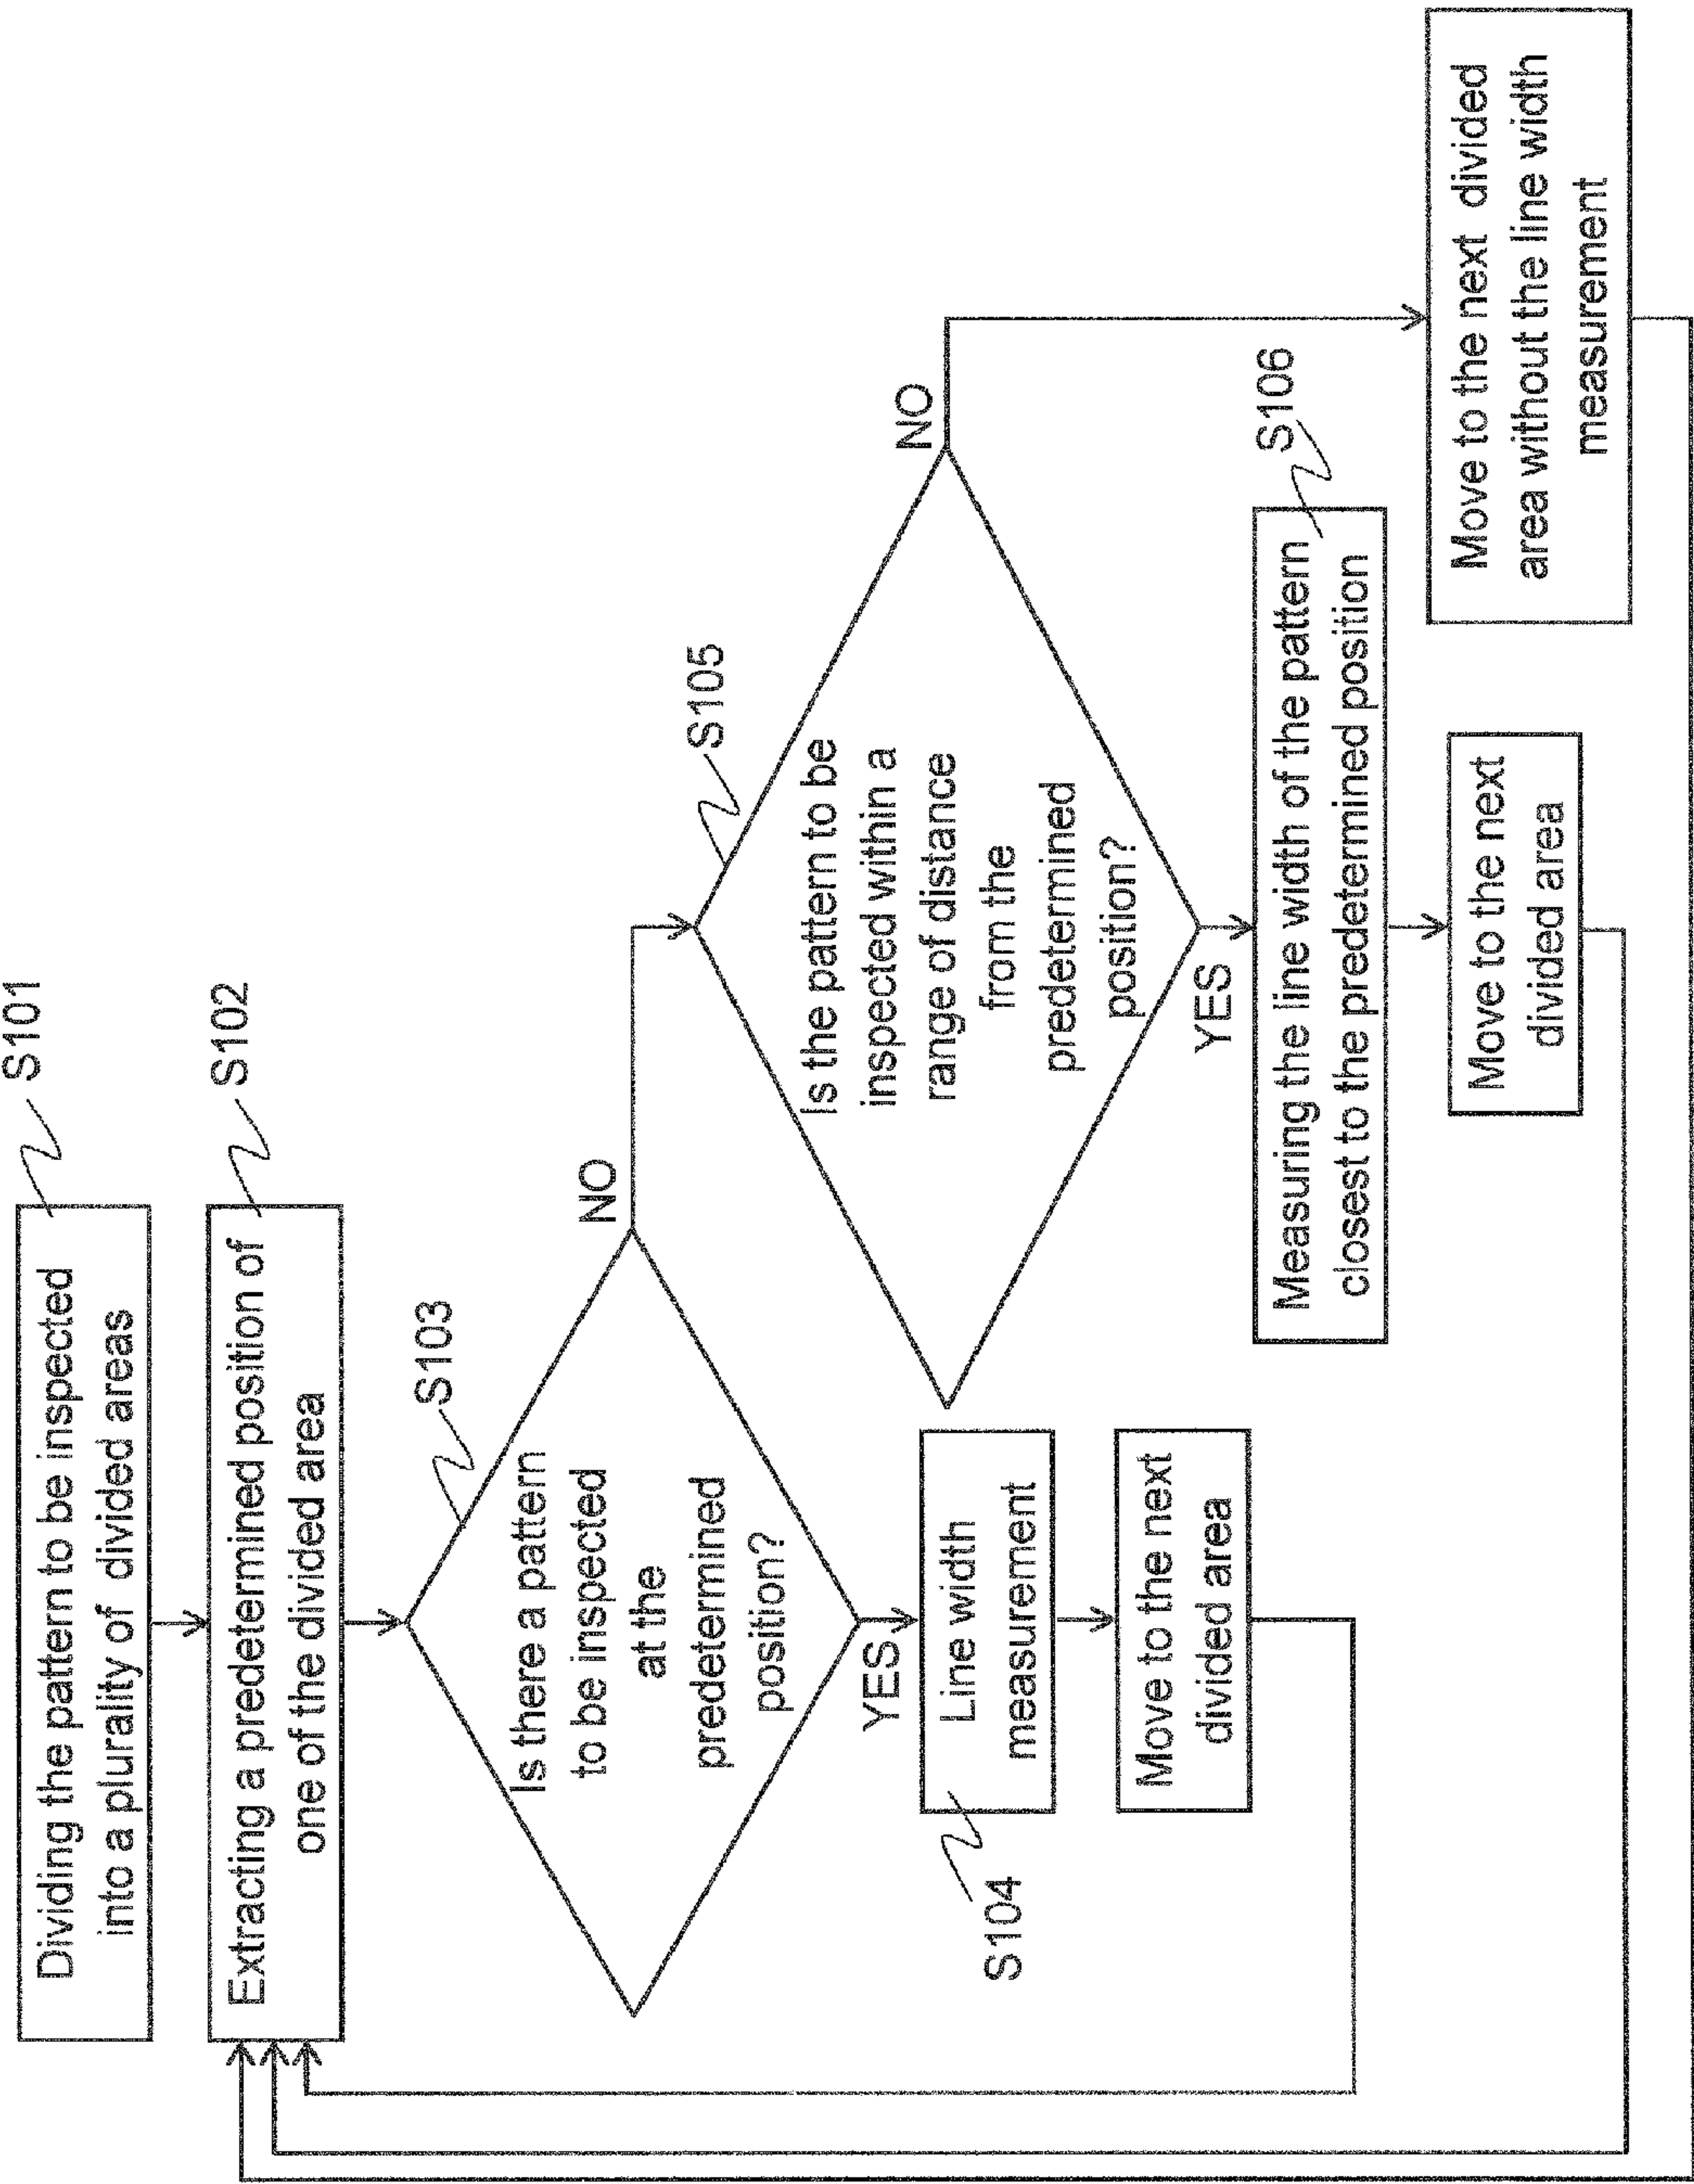 S101
Dividing the pattern to be inspected
into a plurality of divided areas
S102
Extracting a predetermined position of
one of the divided area
S103
Is there a pattern
to be inspected
at the
predetermined
position?
NO
YES
S104
Line width
measurement
Move to the next
divided area
S105
Is the pattern to be
inspected within a
range of distance
from the
predetermined
position?
NO
YES
S106
Measuring the line width of the pattern
closest to the predetermined position
Move to the next
divided area
Move to the next divided
area without the line width
measurement